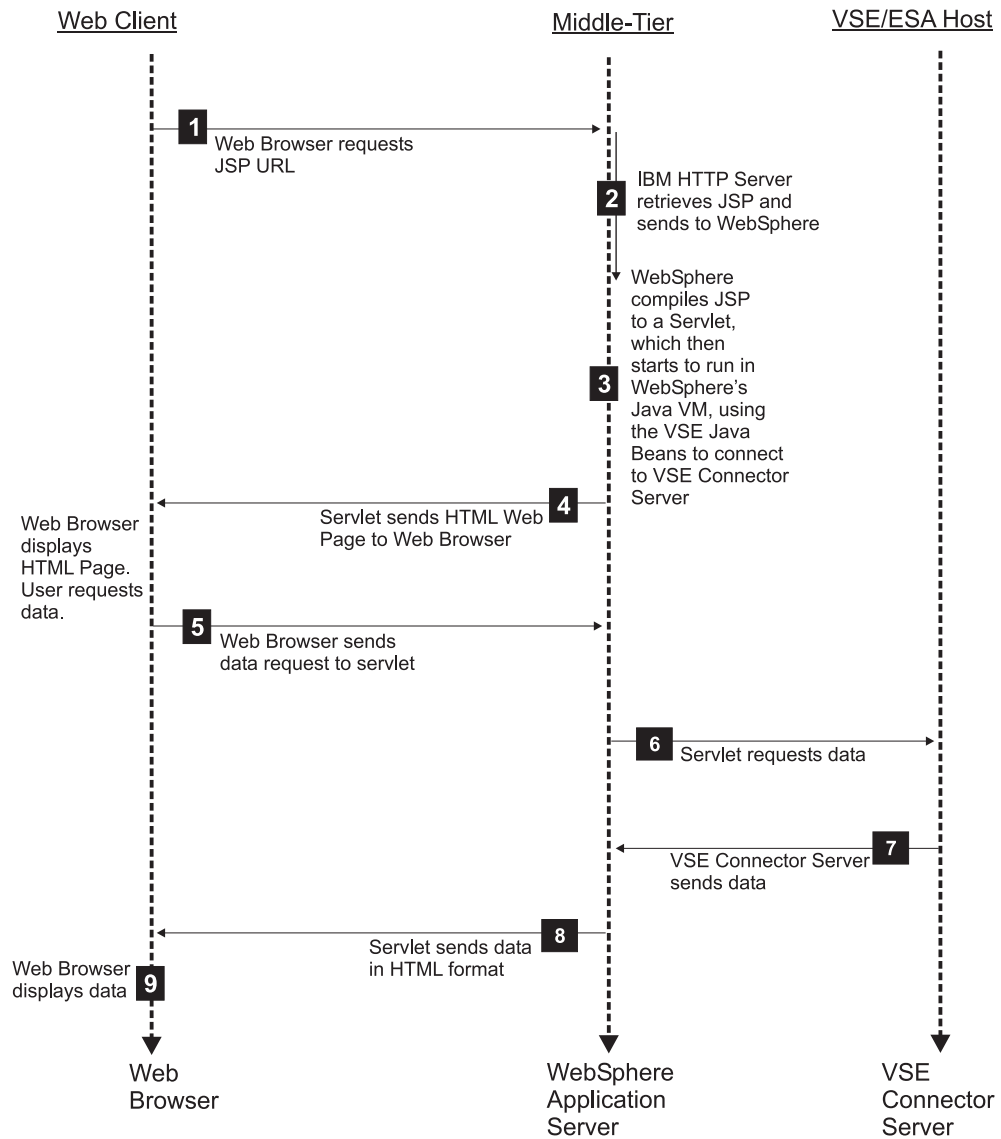 Web Client
Middle-Tier
VSE/ESA Host
1
Web Browser requests
JSP URL
2
IBM HTTP Server
retrieves JSP and
sends to WebSphere
3
WebSphere
compiles JSP
to a Servlet,
which then
starts to run in
WebSphere's
Java VM, using
the VSE Java
Beans to connect
to VSE Connector
Server
4
Servlet sends HTML Web
Page to Web Browser
Web Browser
displays
HTML Page.
User requests
data.
5
Web Browser sends
data request to servlet
6
Servlet requests data
7
VSE Connector Server
sends data
8
Servlet sends data
in HTML format
Web Browser
displays data
9
Web
Browser
WebSphere
Application
Server
VSE
Connector
Server